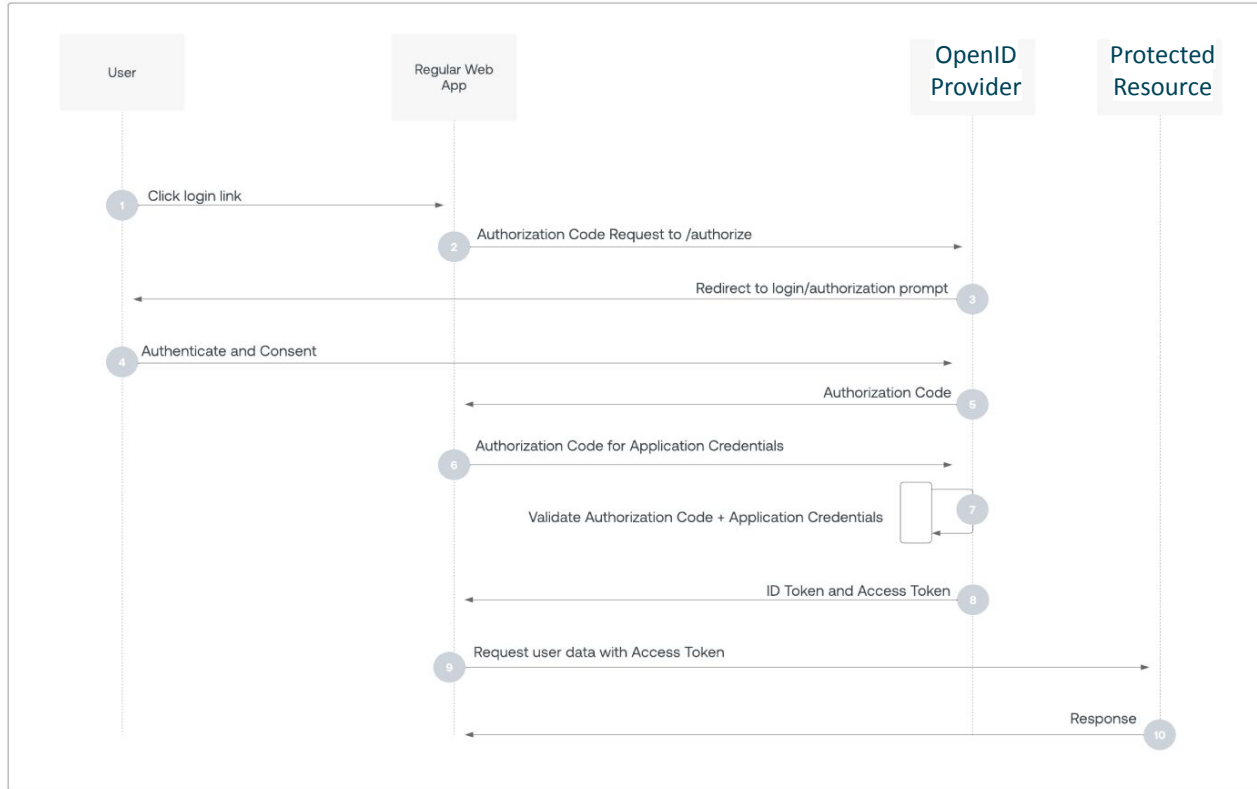 User
Regular Web
App
OpenID
Provider
Protected
Resource
1
Click login link
2
Authorization Code Request to /authorize
Redirect to login/authorization prompt
3
4
Authenticate and Consent
Authorization Code
5
6
Authorization Code for Application Credentials
Validate Authorization Code + Application Credentials
7
ID Token and Access Token
8
9
Request user data with Access Token
Response
10